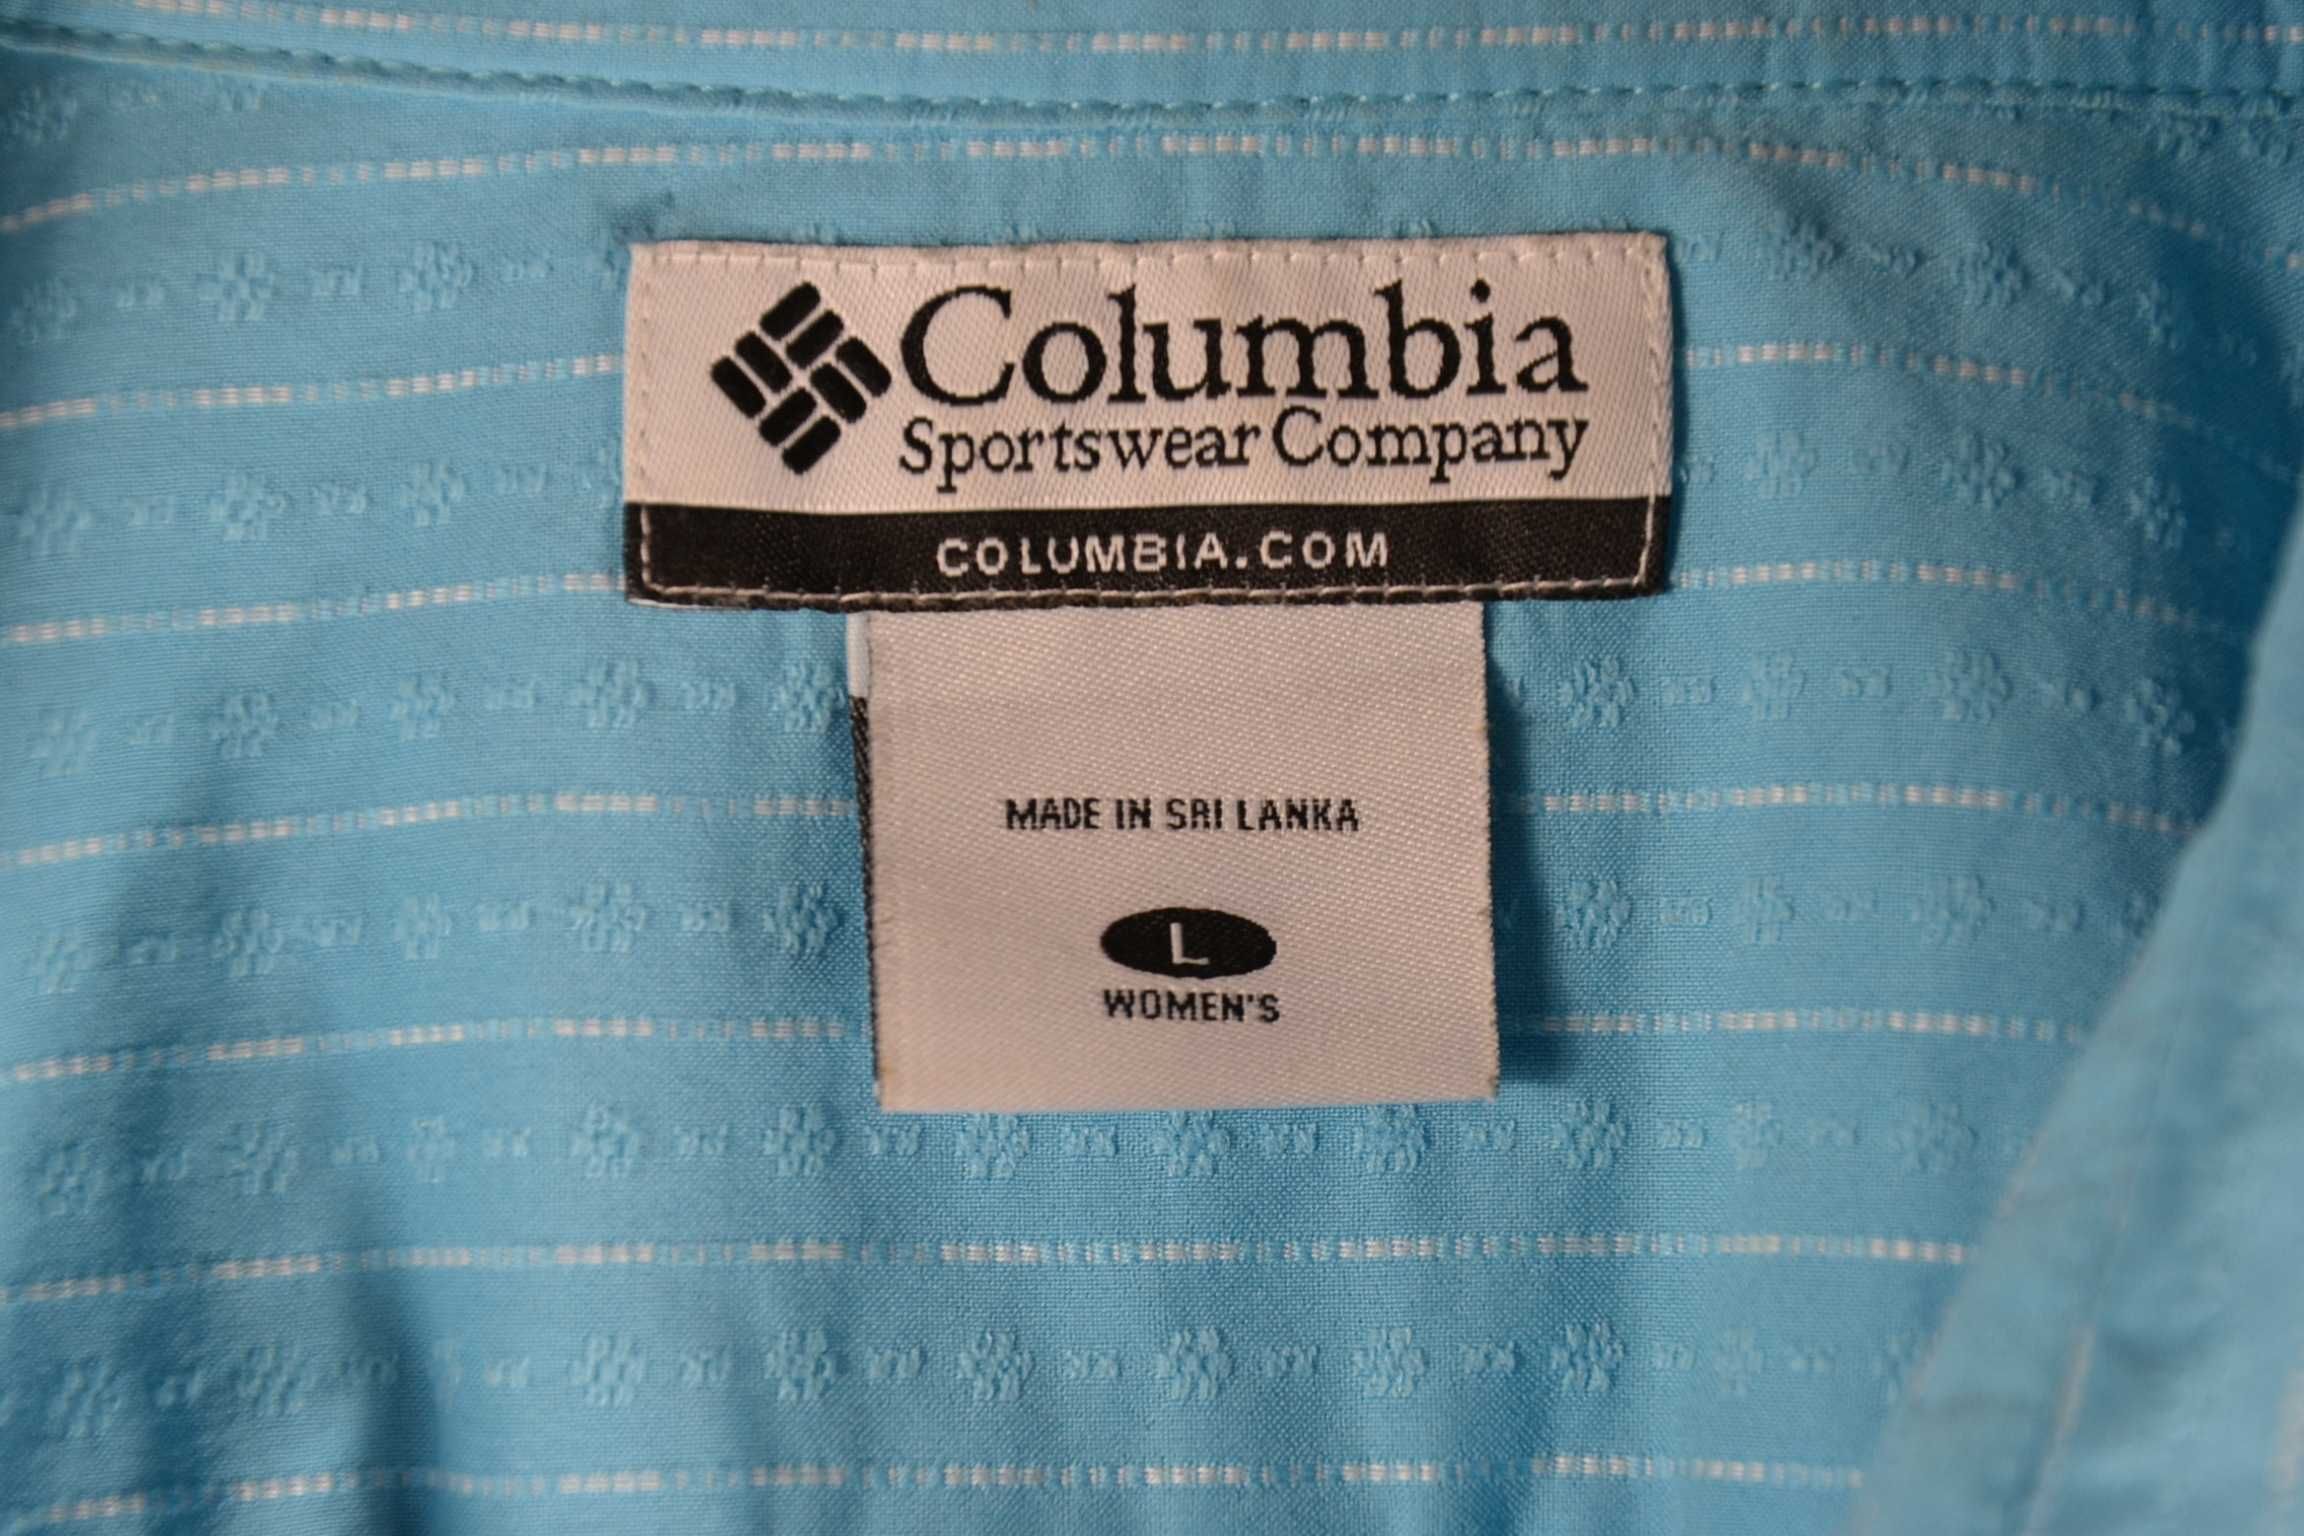 Columbia
Sportswear Company
COLUMBIA.COM
MADE IN SRI LANKA
L
WOMEN'S